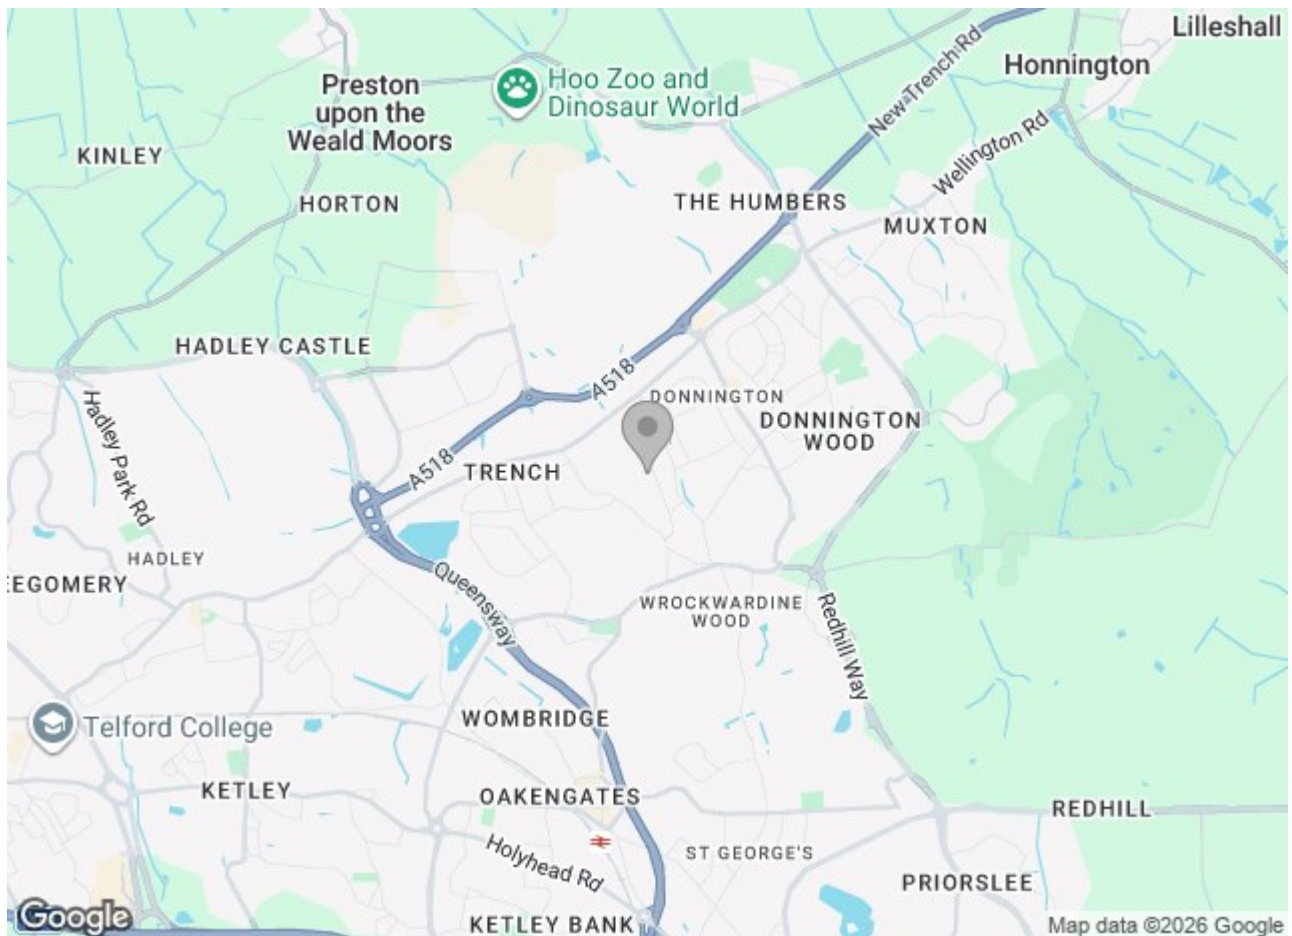 Lilleshall
Honnington
New Trench Rd
Preston
upon the
Weald Moors
Hoo Zoo and
Dinosaur World
KINLEY
Wellington Rd
HORTON
THE HUMBERS
MUXTON
HADLEY CASTLE
A518
DONNINGTON
DONNINGTON
WOOD
Hadley Park Rd
A518
TRENCH
HADLEY
EEGOMERY
Queensway
WROCKWARDINE
WOOD
Redhill Way
Telford College
WOMBRIDGE
KETLEY
OAKENGATES
REDHILL
Holyhead Rd
ST GEORGE'S
PRIORSLEE
KETLEY BANK
Google
Map data ©2026 Google